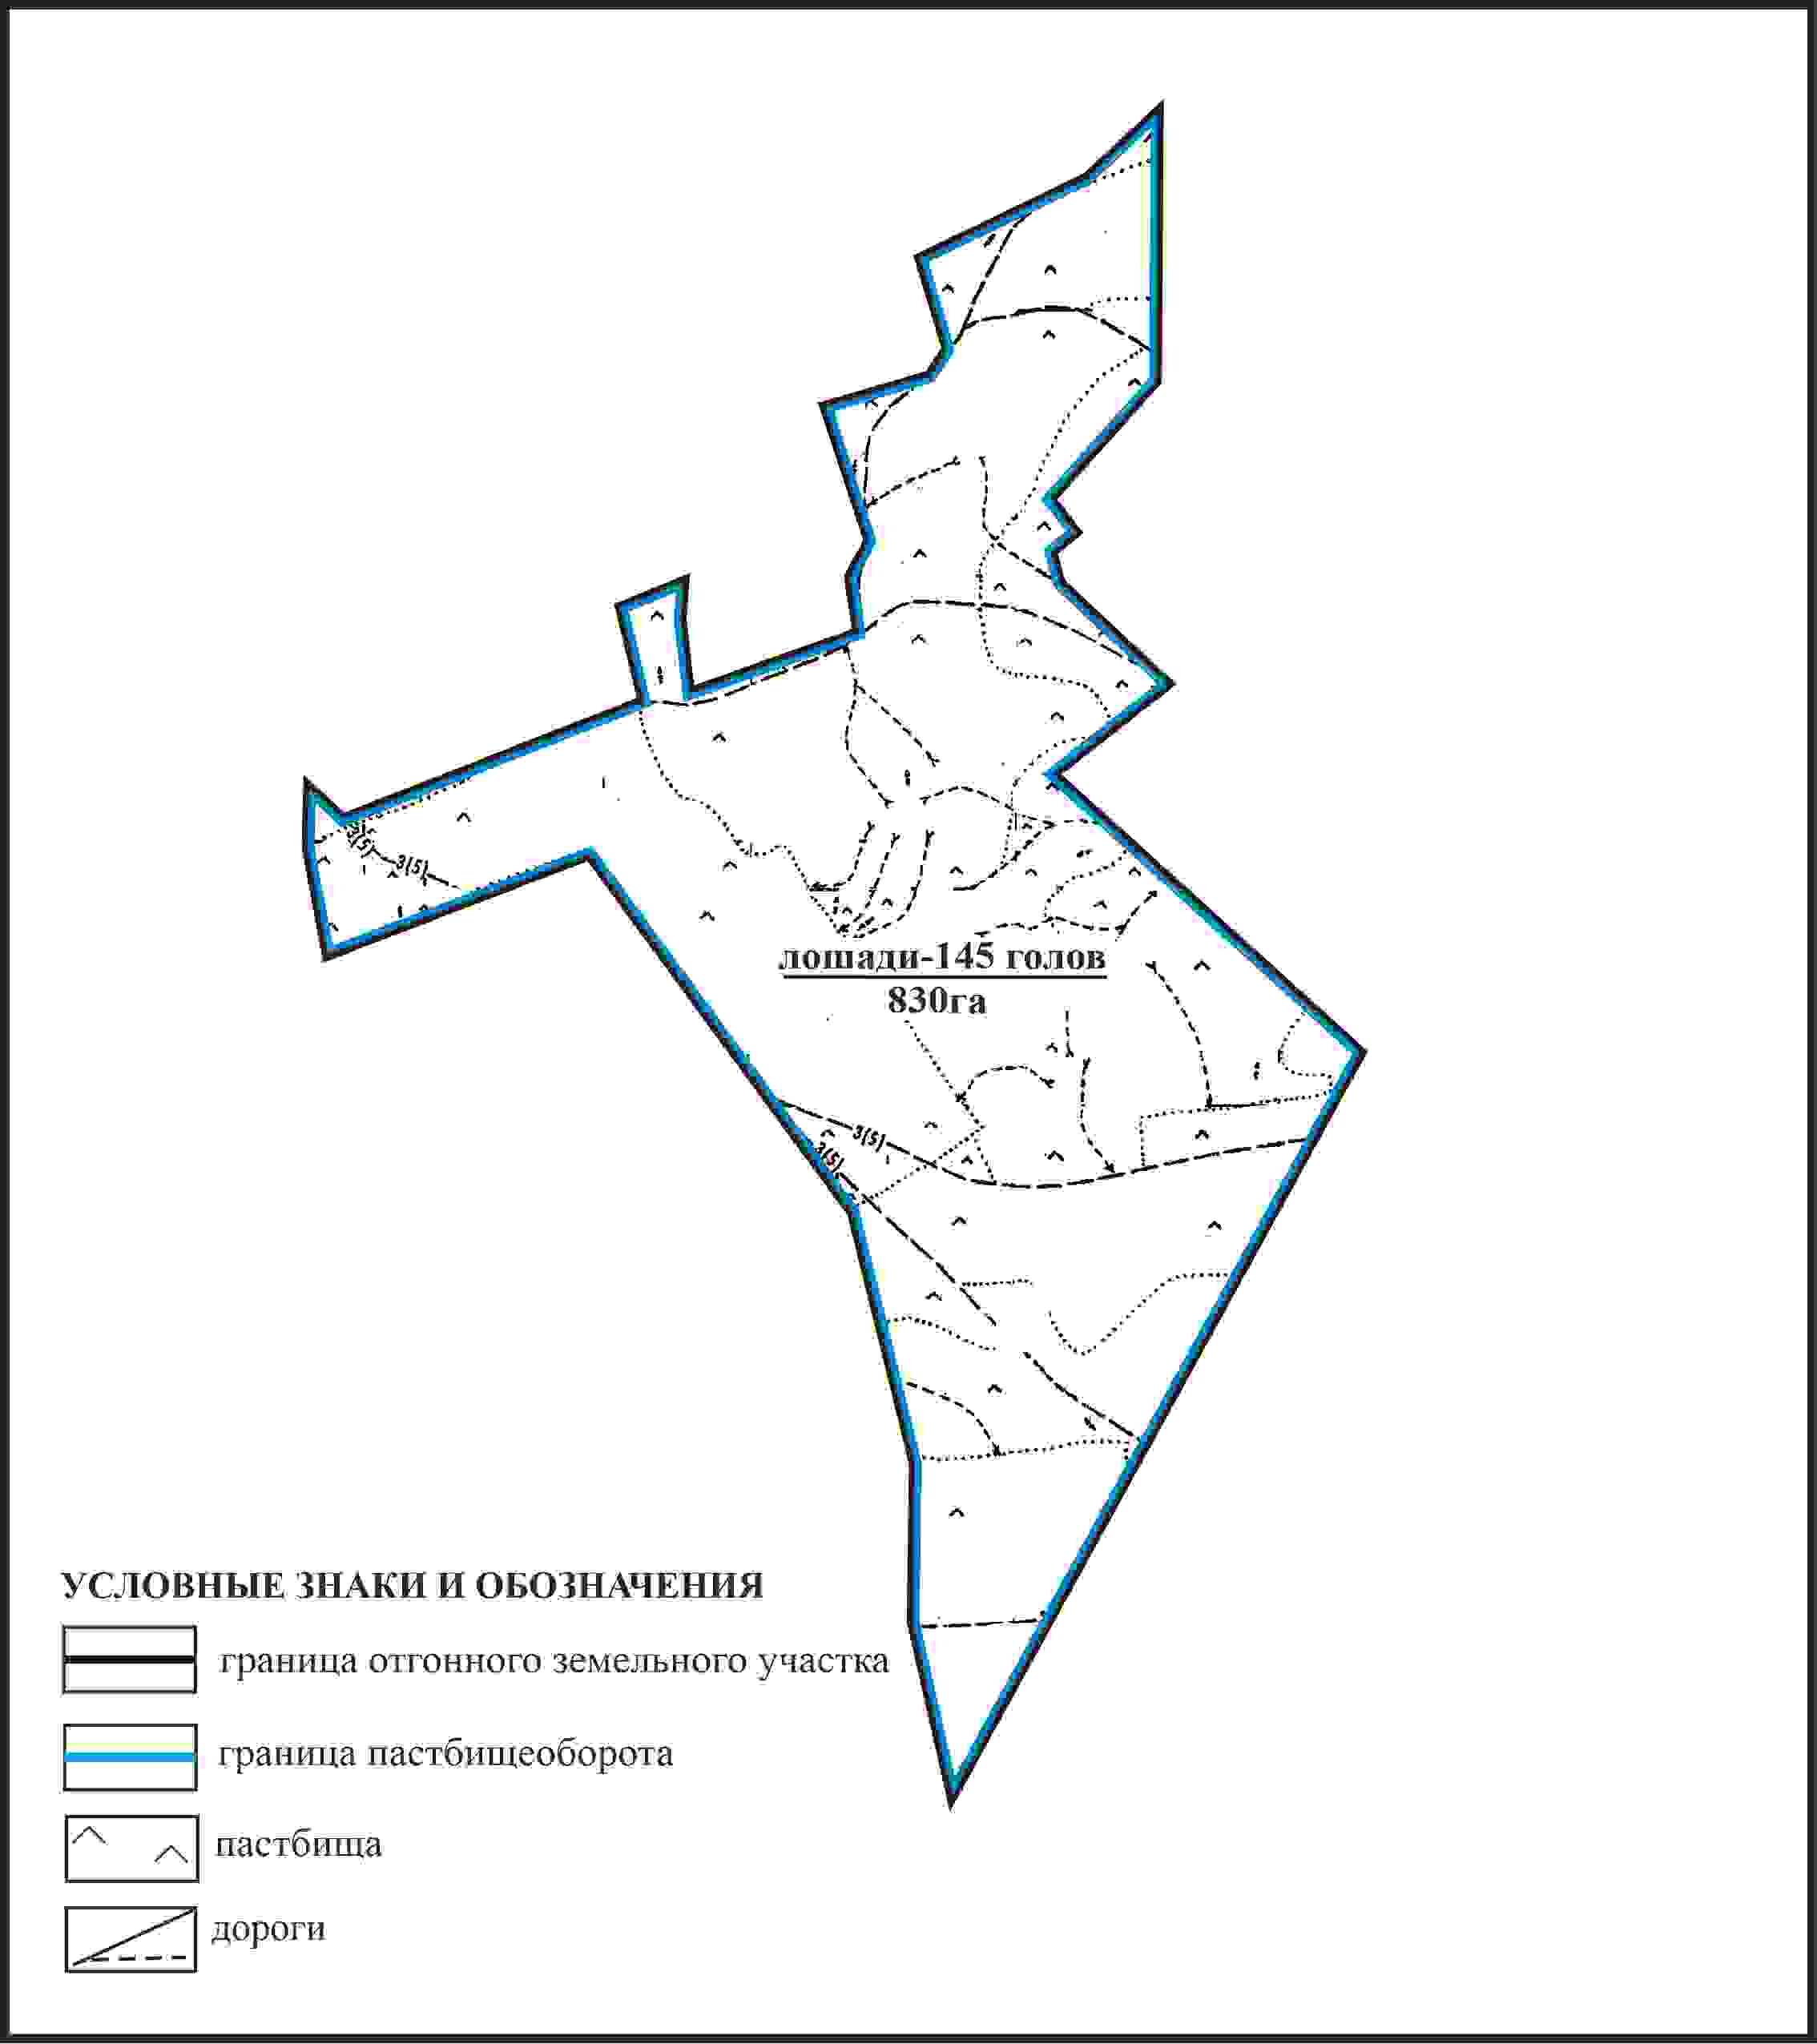 3(5)
3(5)
лошади-145 голов
830га
3(5)
3(5)
УСЛОВНЫЕ ЗНАКИ И ОБОЗНАЧЕНИЯ
граница отгонного земельного участка
граница пастбищеоборота
пастбища
дороги